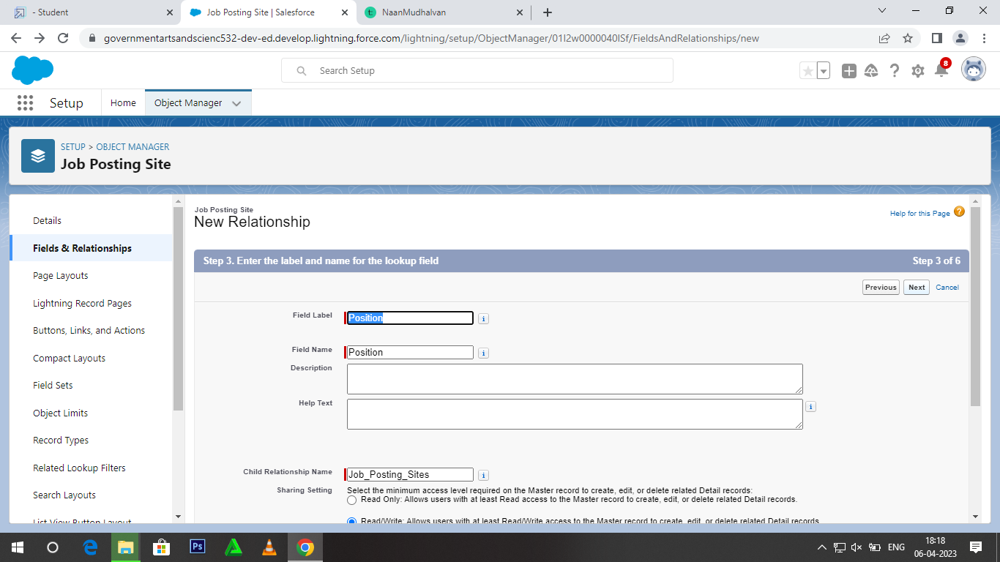 - Student
Job Posting Site | Salesforce
NaanMudhalvan
governmentartsandscienc532-dev-ed.develop.lightning.force.com/lightning/setup/ObjectManager/01I2w0000040ISf/FieldsAndRelationships/new
Search Setup
8
Setup
Home
Object Manager
SETUP > OBJECT MANAGER
Job Posting Site
Details
Fields & Relationships
Page Layouts
Lightning Record Pages
Buttons, Links, and Actions
Compact Layouts
Field Sets
Object Limits
Record Types
Related Lookup Filters
Search Layouts
List View Button Layout
Job Posting Site
New Relationship
Help for this Page
Step 3. Enter the label and name for the lookup field
Step 3 of 6
Previous Next Cancel
Field Label Position
Field Name Position
Description
Help Text
Child Relationship Name Job_Posting_Sites
Sharing Setting Select the minimum access level required on the Master record to create, edit, or delete related Detail records:
Read Only: Allows users with at least Read access to the Master record to create, edit, or delete related Detail records.
Read/Write: Allows users with at least Read/Write access to the Master record to create, edit, or delete related Detail records
Ps
ENG
18:18
06-04-2023